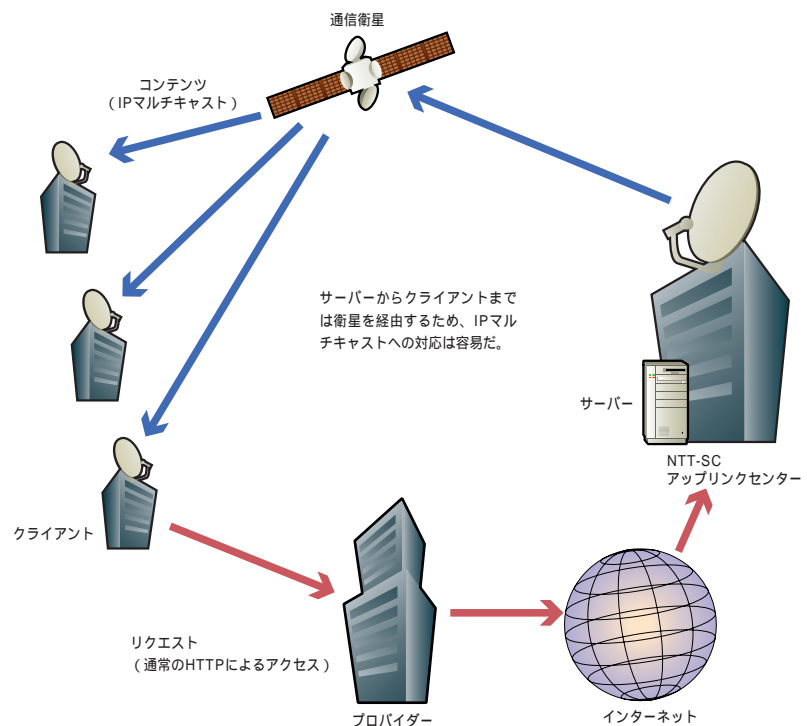 通信衛星
コンテンツ
（IPマルチキャスト）
サーバーからクライアントまで
は衛星を経由するため、IPマル
チキャストへの対応は容易だ。
サーバー
NTT-SC
アップリンクセンター
クライアント
リクエスト
（通常のHTTPによるアクセス）
プロバイダー
インターネット